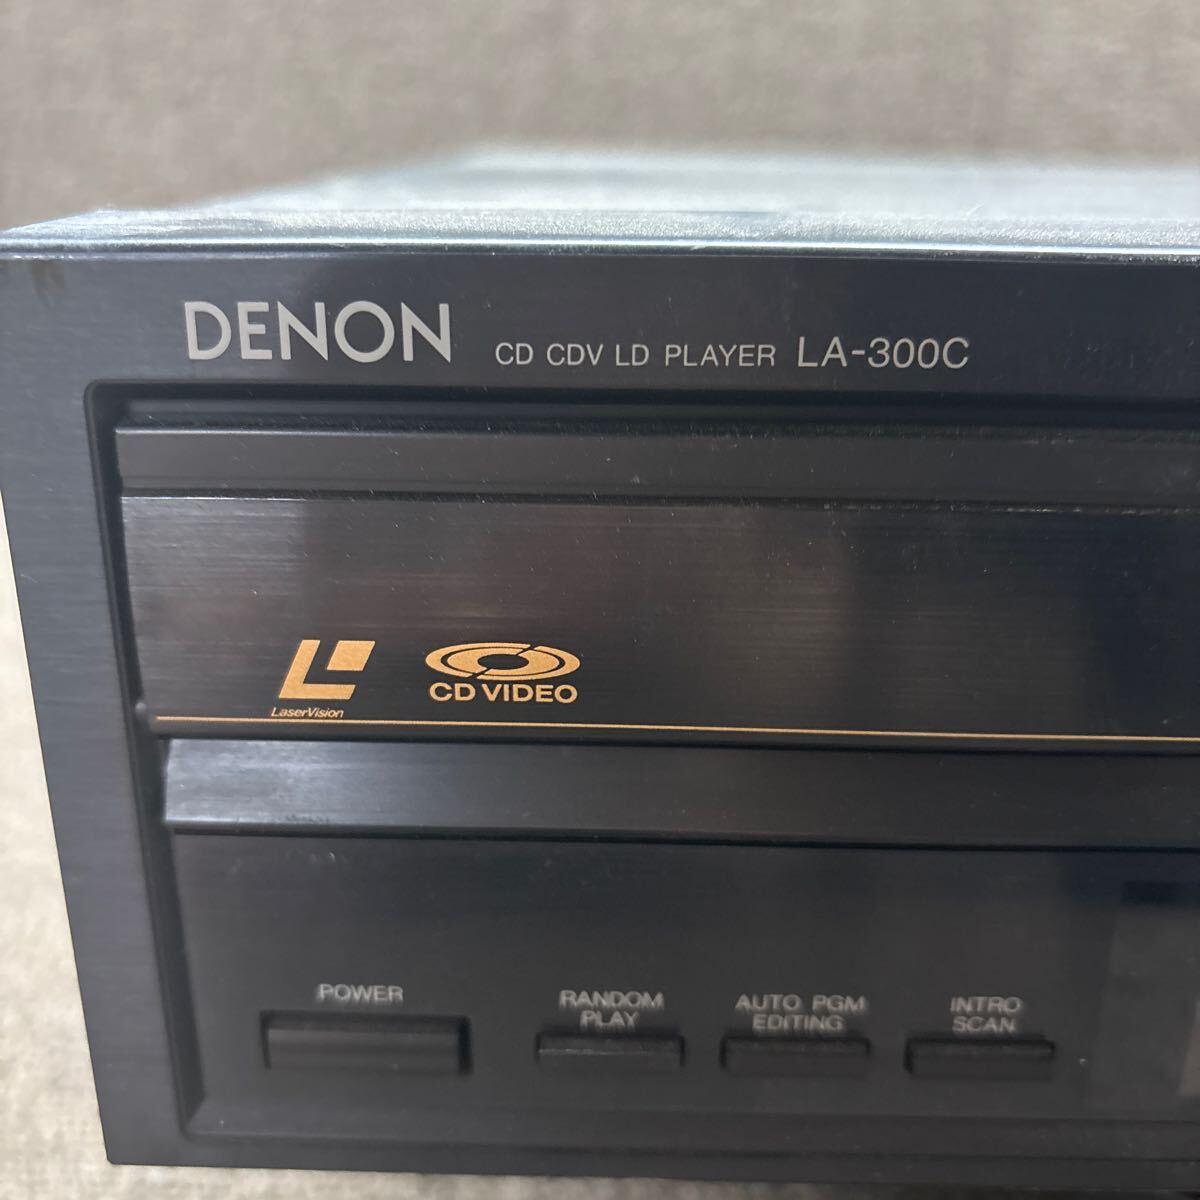 DENON CD CDV LD PLAYER LA-300C
LaserVision
CD VIDEO
POWER
RANDOM
PLAY
AUTO PGM
EDITING
INTRO
SCAN